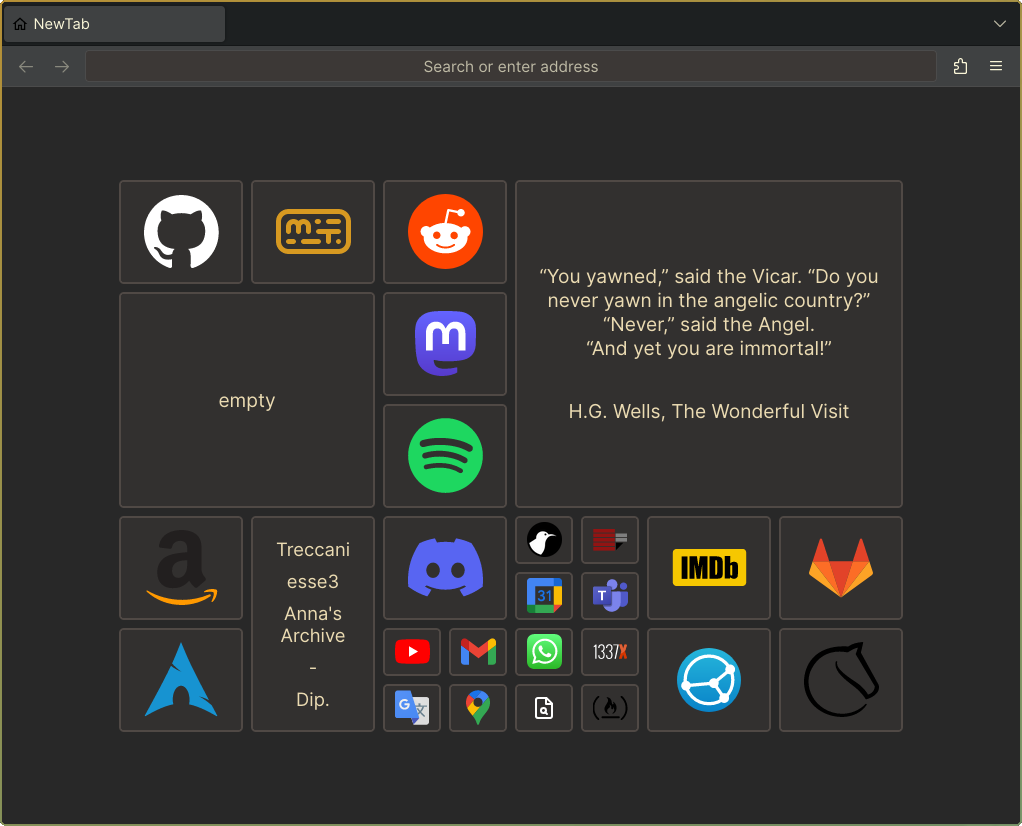 NewTab
Search or enter address
m
T.
“You yawned,” said the Vicar. “Do you
never yawn in the angelic country?”
“Never,” said the Angel.
“And yet you are immortal!”
H.G. Wells, The Wonderful Visit
m
empty
a
Treccani
esse3
Anna's
Archive
-
Dip.
31
T
IMDb
1337X
G
文